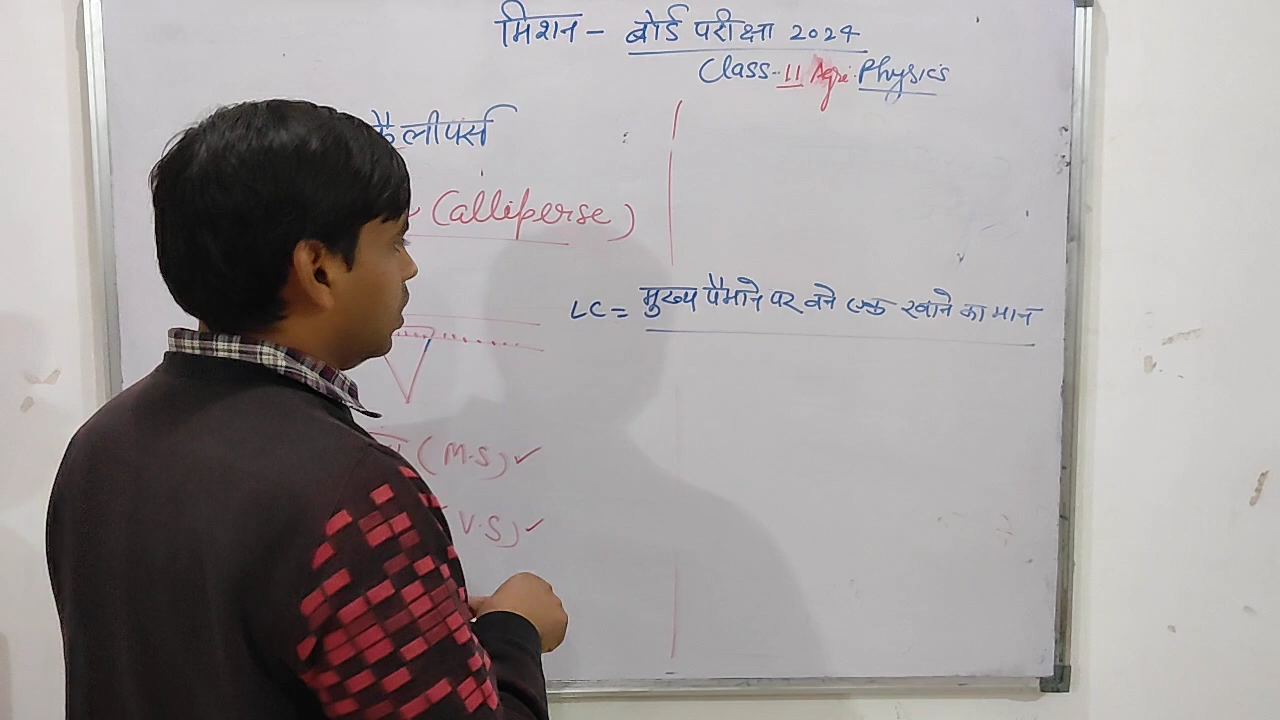 मिशन - बोर्ड परीक्षा 2024
Class.. 11 Agri. Physics
कैलीपर्स
(Calliperse)
LC = मुख्य पैमाने पर बने एक खाने का मान
(M.S) ✓
V.S) ✓